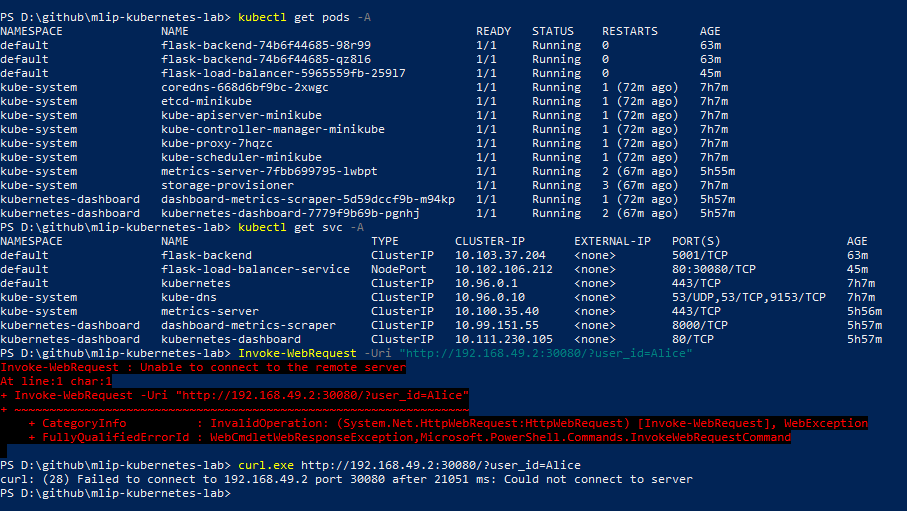 PS D:\github\mlip-kubernetes-lab> kubectl get pods -A
NAMESPACE NAME READY STATUS RESTARTS AGE
default flask-backend-74b6f44685-98r99 1/1 Running 0 63m
default flask-backend-74b6f44685-qz8l6 1/1 Running 0 63m
default flask-load-balancer-5965559fb-259l7 1/1 Running 0 45m
kube-system coredns-668d6bf9bc-2xwgc 1/1 Running 1 (72m ago) 7h7m
kube-system etcd-minikube 1/1 Running 1 (72m ago) 7h7m
kube-system kube-apiserver-minikube 1/1 Running 1 (72m ago) 7h7m
kube-system kube-controller-manager-minikube 1/1 Running 1 (72m ago) 7h7m
kube-system kube-proxy-7hqzc 1/1 Running 1 (72m ago) 7h7m
kube-system kube-scheduler-minikube 1/1 Running 1 (72m ago) 7h7m
kube-system metrics-server-7fbb699795-lwbpt 1/1 Running 2 (67m ago) 5h55m
kube-system storage-provisioner 1/1 Running 3 (67m ago) 7h7m
kubernetes-dashboard dashboard-metrics-scraper-5d59dccf9b-m94kp 1/1 Running 1 (72m ago) 5h57m
kubernetes-dashboard kubernetes-dashboard-7779f9b69b-pgnhj 1/1 Running 2 (67m ago) 5h57m
PS D:\github\mlip-kubernetes-lab> kubectl get svc -A
NAMESPACE NAME TYPE CLUSTER-IP EXTERNAL-IP PORT(S) AGE
default flask-backend ClusterIP 10.103.37.204 <none> 5001/TCP 63m
default flask-load-balancer-service NodePort 10.102.106.212 <none> 80:30080/TCP 45m
default kubernetes ClusterIP 10.96.0.1 <none> 443/TCP 7h7m
kube-system kube-dns ClusterIP 10.96.0.10 <none> 53/UDP,53/TCP,9153/TCP 7h7m
kube-system metrics-server ClusterIP 10.100.35.40 <none> 443/TCP 5h56m
kubernetes-dashboard dashboard-metrics-scraper ClusterIP 10.99.151.55 <none> 8000/TCP 5h57m
kubernetes-dashboard kubernetes-dashboard ClusterIP 10.111.230.105 <none> 80/TCP 5h57m
PS D:\github\mlip-kubernetes-lab> Invoke-WebRequest -Uri "http://192.168.49.2:30080/?user_id=Alice"
Invoke-WebRequest : Unable to connect to the remote server
At line:1 char:1
+ Invoke-WebRequest -Uri "http://192.168.49.2:30080/?user_id=Alice"
+ ~~~~~~~~~~~~~~~~~~~~~~~~~~~~~~~~~~~~~~~~~~~~~~~~~~~~~~~~~~~~~~~~~
+ CategoryInfo : InvalidOperation: (System.Net.HttpWebRequest:HttpWebRequest) [Invoke-WebRequest], WebException
+ FullyQualifiedErrorId : WebCmdletWebResponseException,Microsoft.PowerShell.Commands.InvokeWebRequestCommand
PS D:\github\mlip-kubernetes-lab> curl.exe http://192.168.49.2:30080/?user_id=Alice
curl: (28) Failed to connect to 192.168.49.2 port 30080 after 21051 ms: Could not connect to server
PS D:\github\mlip-kubernetes-lab>